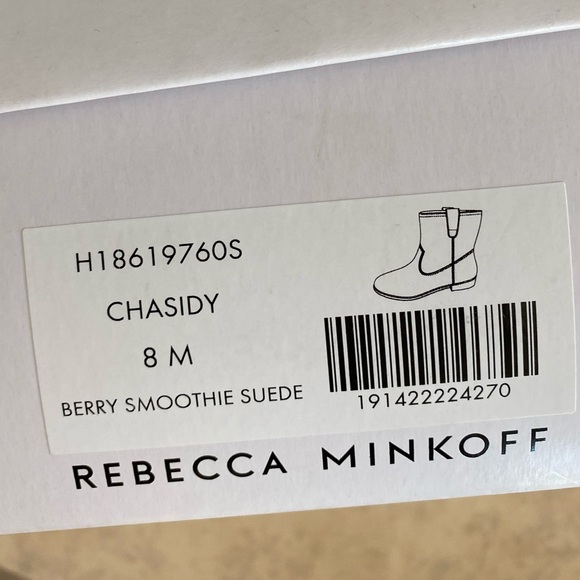 H18619760S
CHASIDY
8 M
BERRY SMOOTHIE SUEDE
191422224270
REBECCA MINKOFF